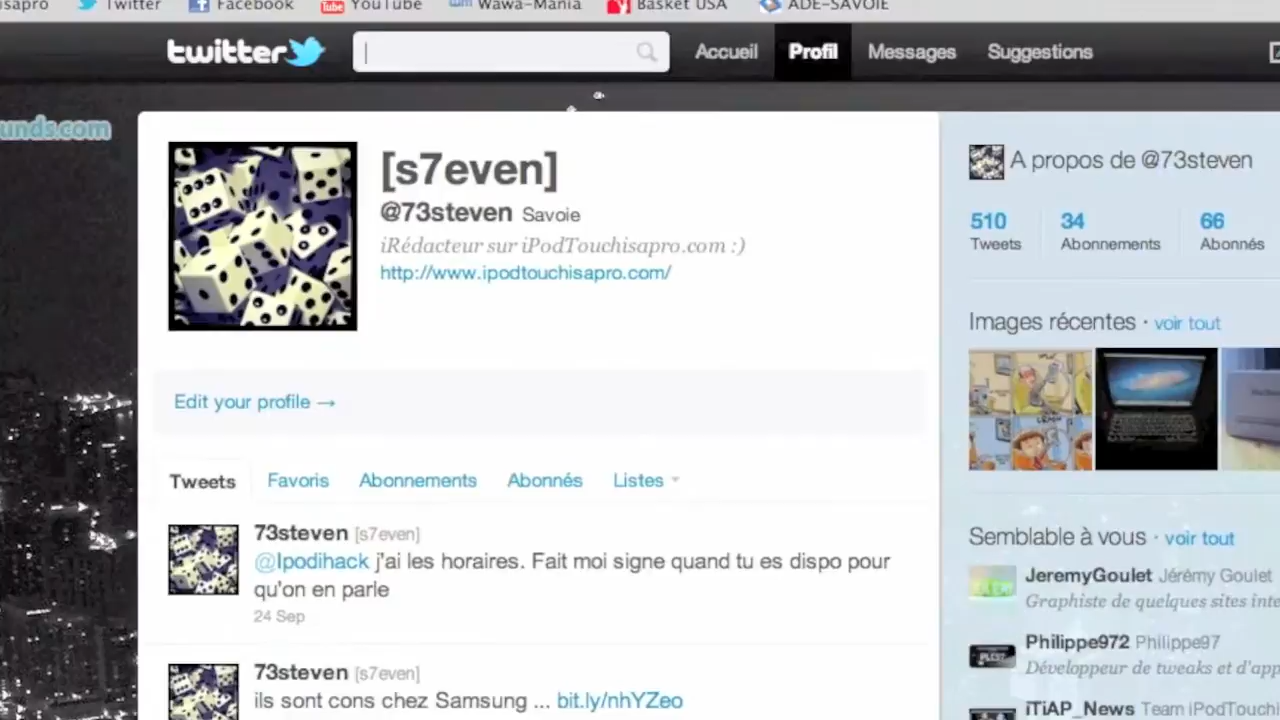 isapro Twitter Facebook YouTube Wawa-Mania Basket USA ADE-SAVOIE
twitter Accueil Profil Messages Suggestions
unds.com
[s7even]
@73steven Savoie
iRédacteur sur iPodTouchisapro.com :)
http://www.ipodtouchisapro.com/
Edit your profile →
Tweets Favoris Abonnements Abonnés Listes
73steven [s7even]
@Ipodihack j'ai les horaires. Fait moi signe quand tu es dispo pour
qu'on en parle
24 Sep
73steven [s7even]
ils sont cons chez Samsung ... bit.ly/nhYZeo
A propos de @73steven
510 34 66
Tweets Abonnements Abonnés
Images récentes · voir tout
Semblable à vous · voir tout
JeremyGoulet Jérémy Goulet
Graphiste de quelques sites inte
Philippe972 Philippe97
Développeur de tweaks et d'app
iTiAP_News Team iPodTouchi